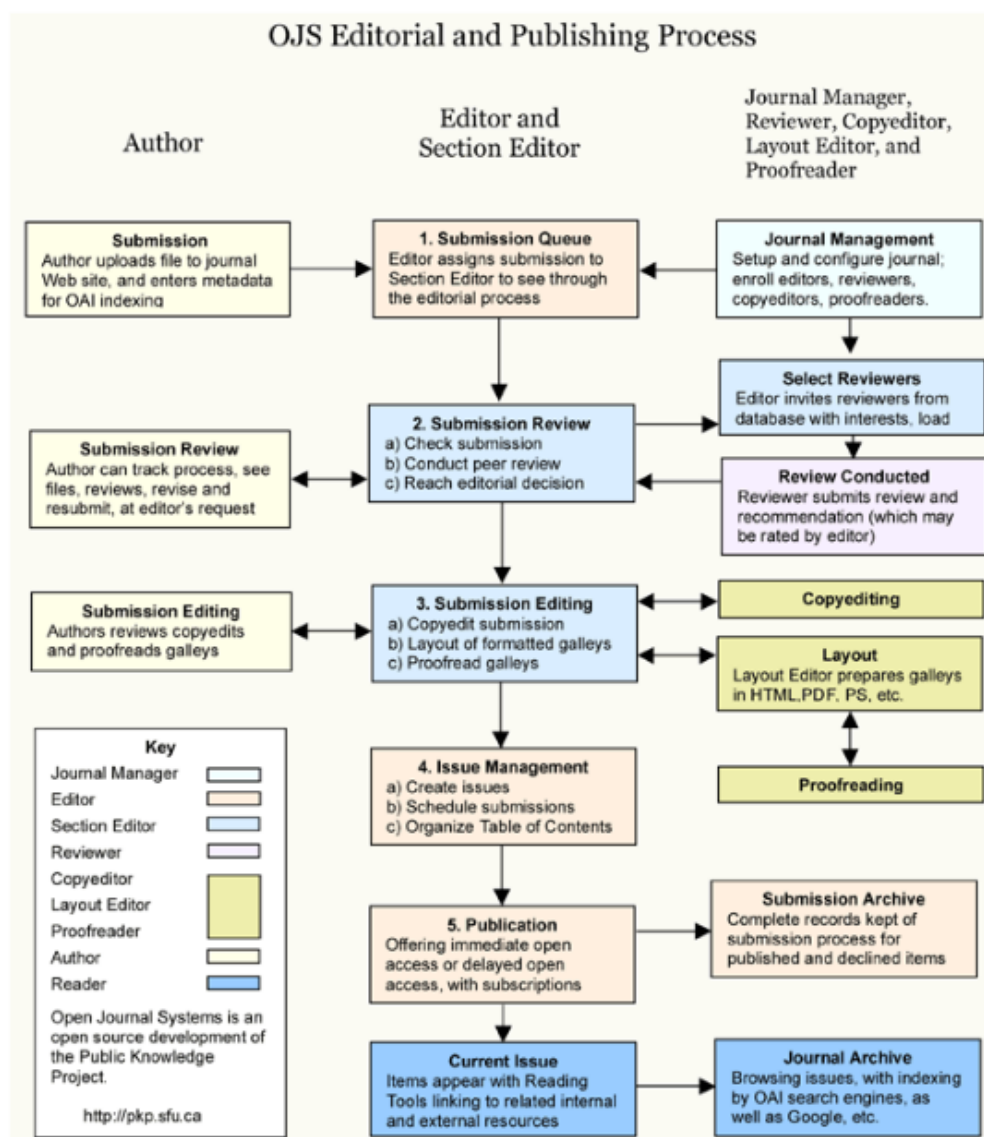 OJS Editorial and Publishing Process
Author
Editor and
Section Editor
Journal Manager,
Reviewer, Copyeditor,
Layout Editor, and
Proofreader
Submission
Author uploads file to journal
Web site, and enters metadata
for OAI indexing
1. Submission Queue
Editor assigns submission to
Section Editor to see through
the editorial process
Journal Management
Setup and configure journal;
enroll editors, reviewers,
copyeditors, proofreaders.
Select Reviewers
Editor invites reviewers from
database with interests, load
Submission Review
Author can track process, see
files, reviews, revise and
resubmit, at editor's request
2. Submission Review
a) Check submission
b) Conduct peer review
c) Reach editorial decision
Review Conducted
Reviewer submits review and
recommendation (which may
be rated by editor)
Submission Editing
Authors reviews copyedits
and proofreads galleys
3. Submission Editing
a) Copyedit submission
b) Layout of formatted galleys
c) Proofread galleys
Copyediting
Layout
Layout Editor prepares galleys
in HTML,PDF, PS, etc.
Proofreading
Key
Journal Manager
Editor
Section Editor
Reviewer
Copyeditor
Layout Editor
Proofreader
Author
Reader
Open Journal Systems is an
open source development of
the Public Knowledge
Project.
http://pkp.sfu.ca
4. Issue Management
a) Create issues
b) Schedule submissions
c) Organize Table of Contents
5. Publication
Offering immediate open
access or delayed open
access, with subscriptions
Submission Archive
Complete records kept of
submission process for
published and declined items
Current Issue
Items appear with Reading
Tools linking to related internal
and external resources
Journal Archive
Browsing issues, with indexing
by OAI search engines, as
well as Google, etc.